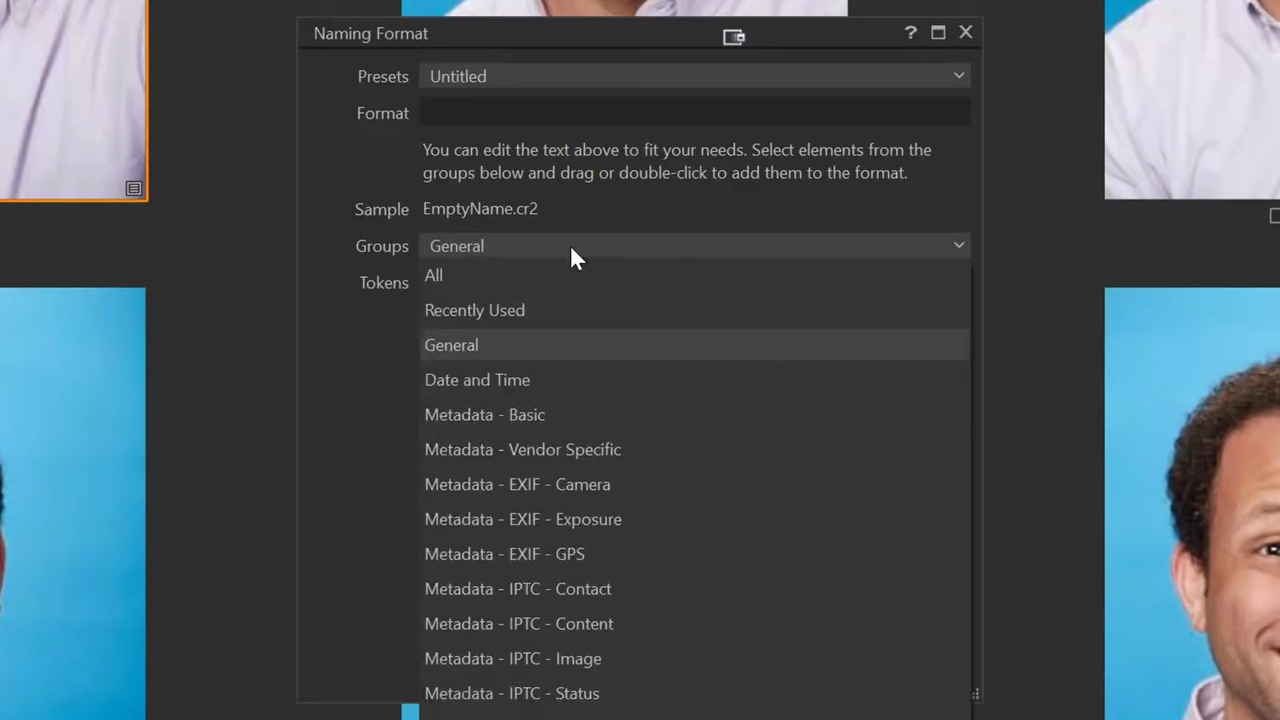 Naming Format
?
Presets Untitled
Format
You can edit the text above to fit your needs. Select elements from the
groups below and drag or double-click to add them to the format.
Sample EmptyName.cr2
Groups General
Tokens
All
Recently Used
General
Date and Time
Metadata - Basic
Metadata - Vendor Specific
Metadata - EXIF - Camera
Metadata - EXIF - Exposure
Metadata - EXIF - GPS
Metadata - IPTC - Contact
Metadata - IPTC - Content
Metadata - IPTC - Image
Metadata - IPTC - Status